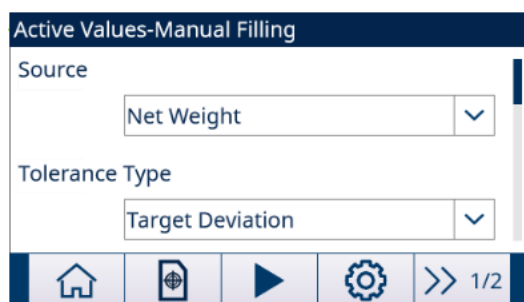 Active Values-Manual Filling
Source
Net Weight
Tolerance Type
Target Deviation
1/2